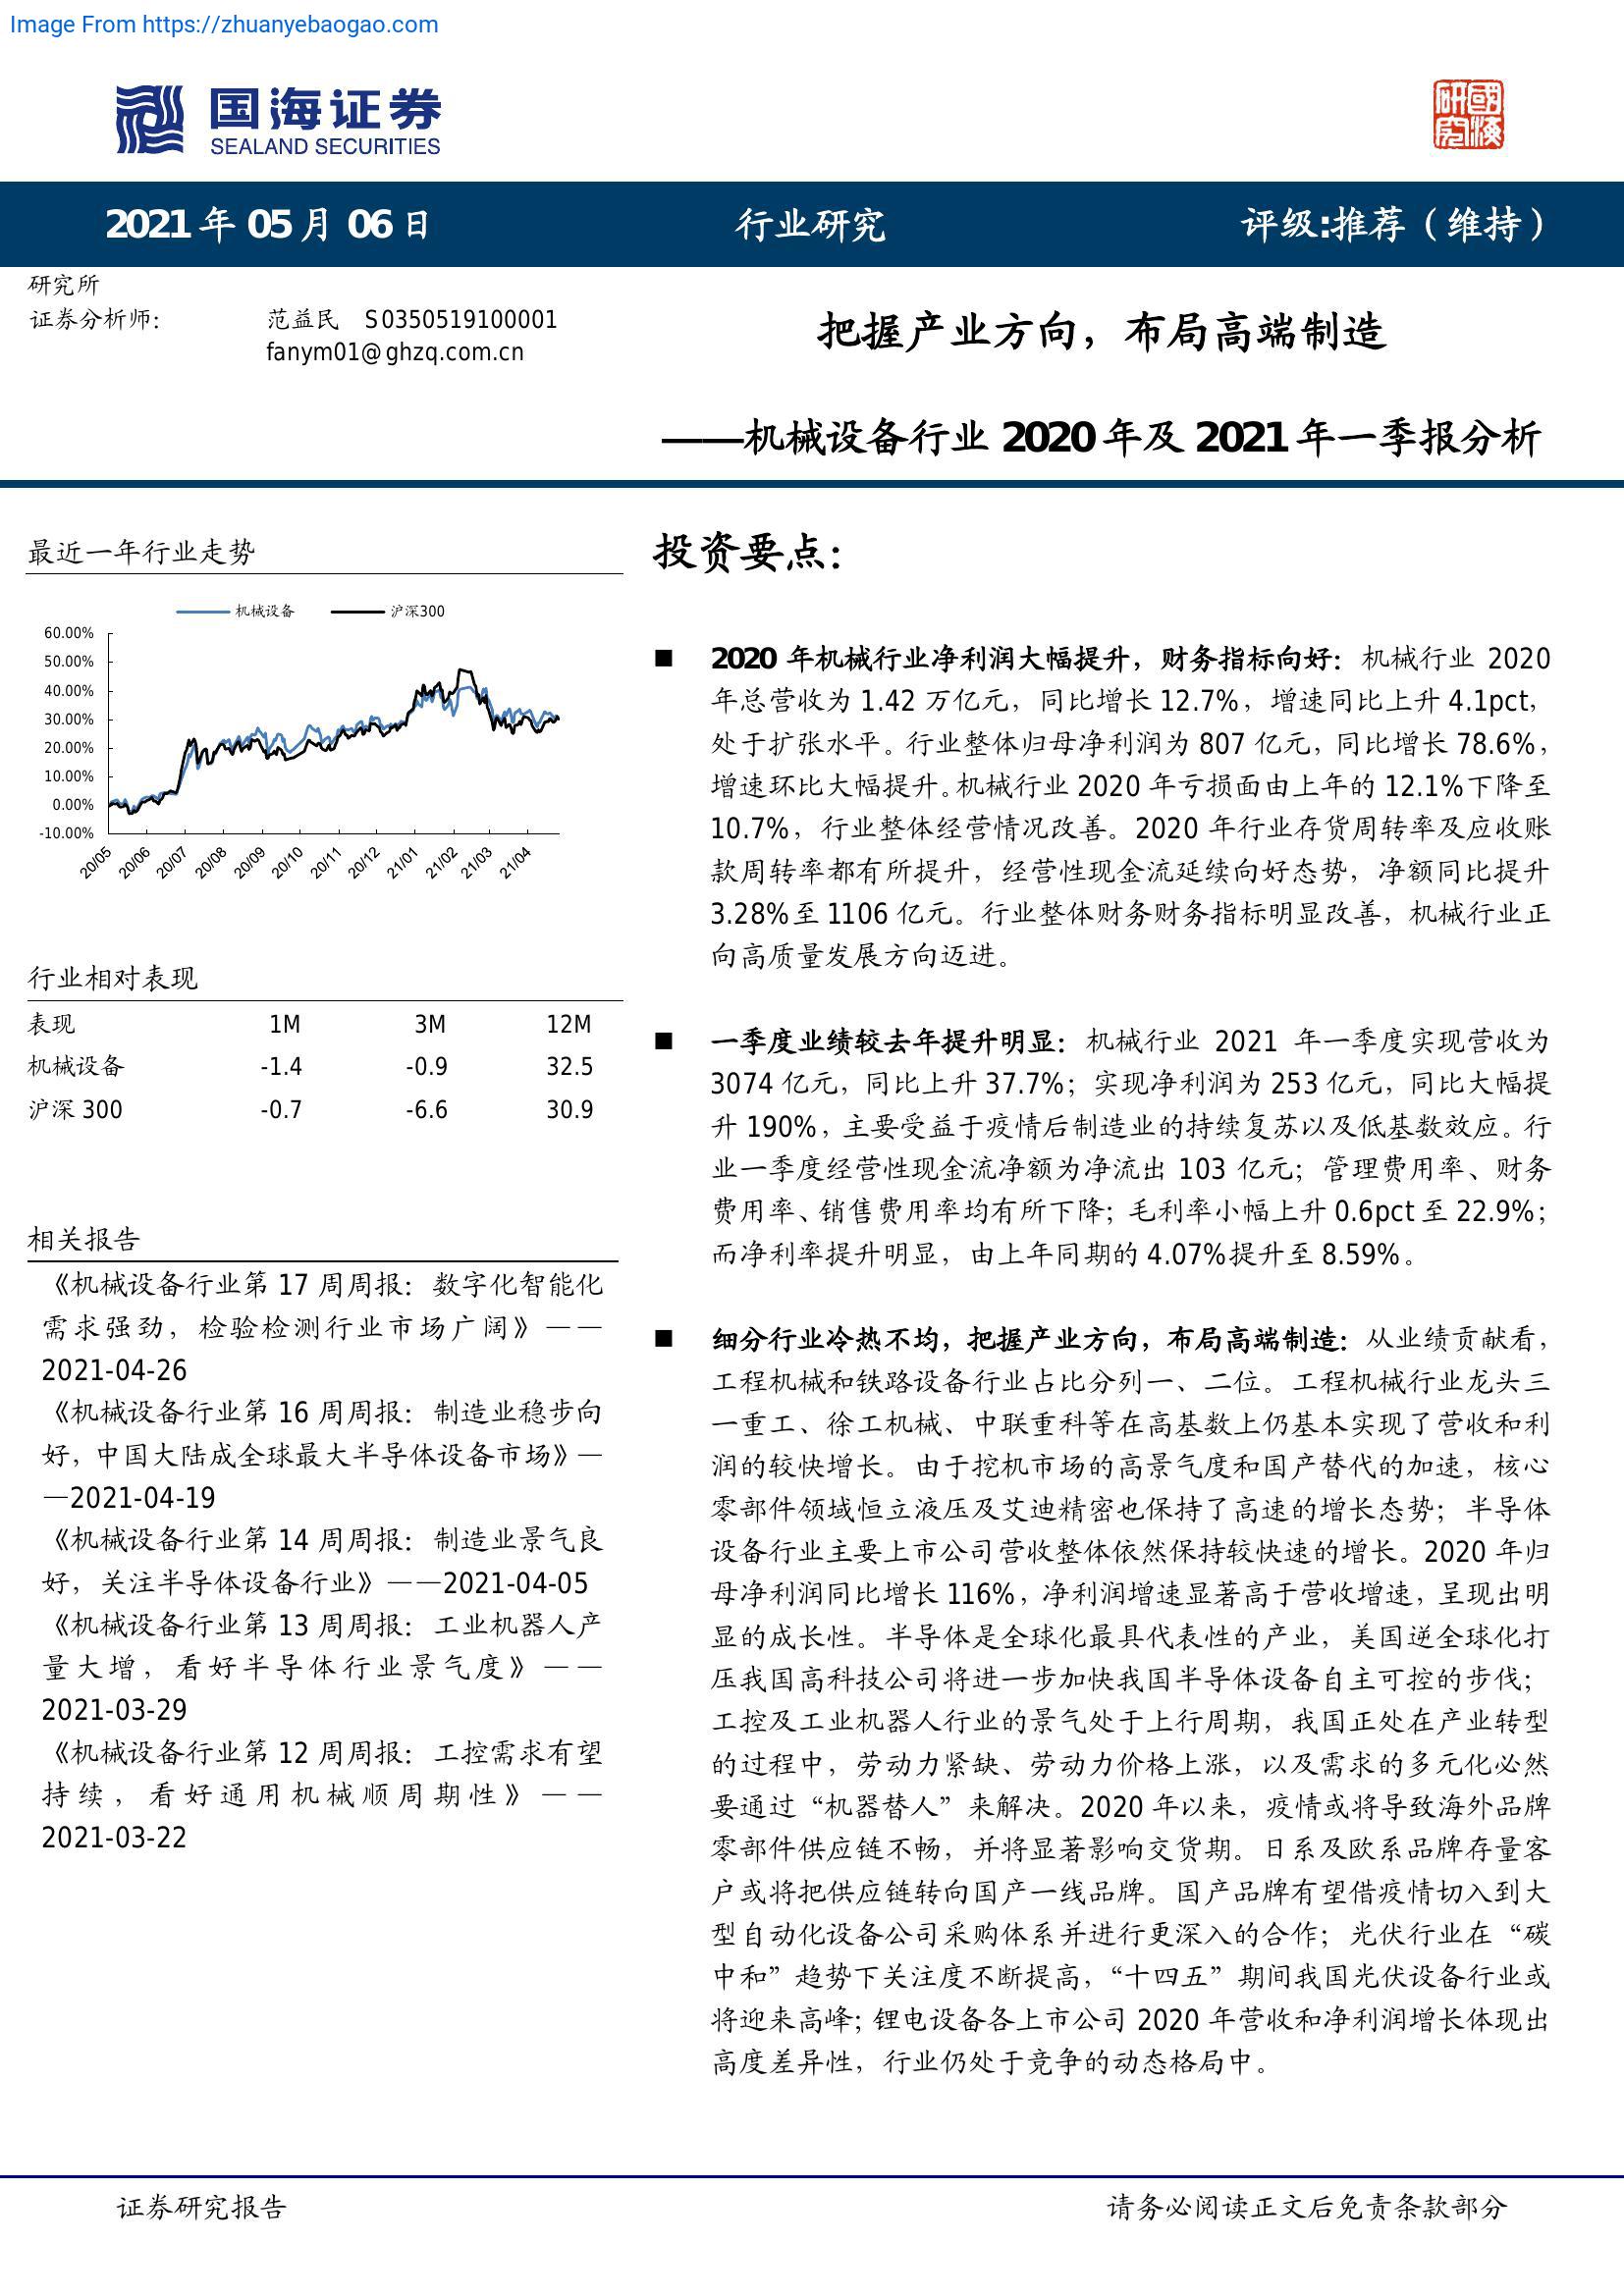 Image From https://zhuanyebaogao.com
国海证券
SEALAND SECURITIES
研究
國海
2021 年 05 月 06 日
行业研究
评级:推荐（维持）
研究所
证券分析师：
范益民 S0350519100001
fanym01@ghzq.com.cn
把握产业方向，布局高端制造
——机械设备行业 2020 年及 2021 年一季报分析
最近一年行业走势
机械设备
沪深300
60.00%
50.00%
40.00%
30.00%
20.00%
10.00%
0.00%
-10.00%
20/05
20/06
20/07
20/08
20/09
20/10
20/11
20/12
21/01
21/02
21/03
21/04
行业相对表现
表现 1M 3M 12M
机械设备 -1.4 -0.9 32.5
沪深 300 -0.7 -6.6 30.9
相关报告
《机械设备行业第 17 周周报：数字化智能化
需求强劲，检验检测行业市场广阔》——
2021-04-26
《机械设备行业第 16 周周报：制造业稳步向
好，中国大陆成全球最大半导体设备市场》—
—2021-04-19
《机械设备行业第 14 周周报：制造业景气良
好，关注半导体设备行业》——2021-04-05
《机械设备行业第 13 周周报：工业机器人产
量大增，看好半导体行业景气度》——
2021-03-29
《机械设备行业第 12 周周报：工控需求有望
持续，看好通用机械顺周期性》——
2021-03-22
投资要点：
■ 2020 年机械行业净利润大幅提升，财务指标向好：机械行业 2020
年总营收为 1.42 万亿元，同比增长 12.7%，增速同比上升 4.1pct，
处于扩张水平。行业整体归母净利润为 807 亿元，同比增长 78.6%，
增速环比大幅提升。机械行业 2020 年亏损面由上年的 12.1%下降至
10.7%，行业整体经营情况改善。2020 年行业存货周转率及应收账
款周转率都有所提升，经营性现金流延续向好态势，净额同比提升
3.28%至 1106 亿元。行业整体财务财务指标明显改善，机械行业正
向高质量发展方向迈进。
■ 一季度业绩较去年提升明显：机械行业 2021 年一季度实现营收为
3074 亿元，同比上升 37.7%；实现净利润为 253 亿元，同比大幅提
升 190%，主要受益于疫情后制造业的持续复苏以及低基数效应。行
业一季度经营性现金流净额为净流出 103 亿元；管理费用率、财务
费用率、销售费用率均有所下降；毛利率小幅上升 0.6pct 至 22.9%；
而净利率提升明显，由上年同期的 4.07%提升至 8.59%。
■ 细分行业冷热不均，把握产业方向，布局高端制造：从业绩贡献看，
工程机械和铁路设备行业占比分列一、二位。工程机械行业龙头三
一重工、徐工机械、中联重科等在高基数上仍基本实现了营收和利
润的较快增长。由于挖机市场的高景气度和国产替代的加速，核心
零部件领域恒立液压及艾迪精密也保持了高速的增长态势；半导体
设备行业主要上市公司营收整体依然保持较快速的增长。2020 年归
母净利润同比增长 116%，净利润增速显著高于营收增速，呈现出明
显的成长性。半导体是全球化最具代表性的产业，美国逆全球化打
压我国高科技公司将进一步加快我国半导体设备自主可控的步伐；
工控及工业机器人行业的景气处于上行周期，我国正处在产业转型
的过程中，劳动力紧缺、劳动力价格上涨，以及需求的多元化必然
要通过“机器替人”来解决。2020 年以来，疫情或将导致海外品牌
零部件供应链不畅，并将显著影响交货期。日系及欧系品牌存量客
户或将把供应链转向国产一线品牌。国产品牌有望借疫情切入到大
型自动化设备公司采购体系并进行更深入的合作；光伏行业在“碳
中和”趋势下关注度不断提高，“十四五”期间我国光伏设备行业或
将迎来高峰；锂电设备各上市公司 2020 年营收和净利润增长体现出
高度差异性，行业仍处于竞争的动态格局中。
证券研究报告
请务必阅读正文后免责条款部分